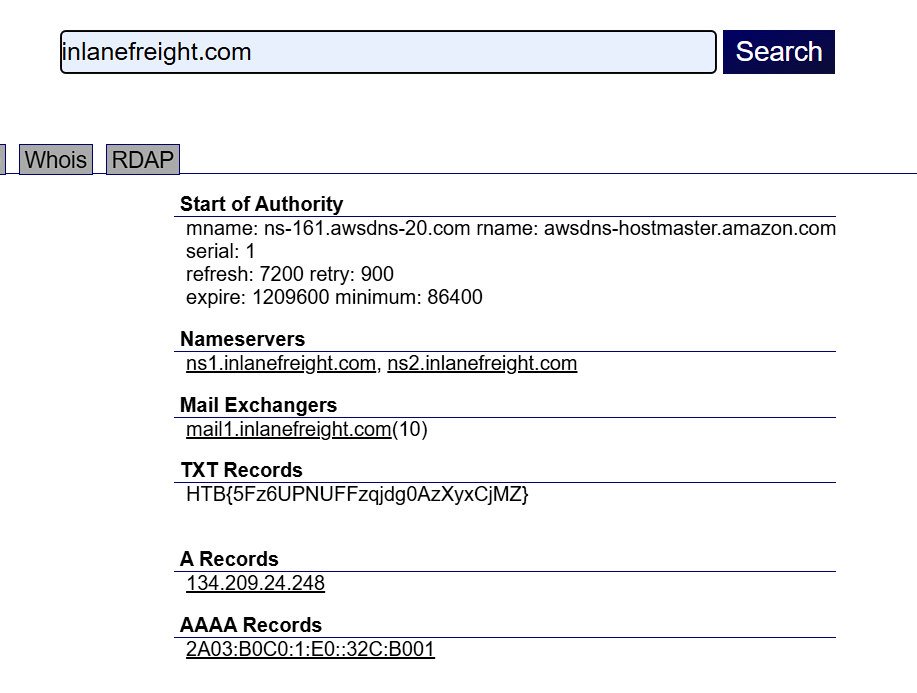 inlanefreight.com
Search
Whois RDAP
Start of Authority
mname: ns-161.awsdns-20.com rname: awsdns-hostmaster.amazon.com
serial: 1
refresh: 7200 retry: 900
expire: 1209600 minimum: 86400
Nameservers
ns1.inlanefreight.com, ns2.inlanefreight.com
Mail Exchangers
mail1.inlanefreight.com(10)
TXT Records
HTB{5Fz6UPNUFFzqjdg0AzXyxCjMZ}
A Records
134.209.24.248
AAAA Records
2A03:B0C0:1:E0::32C:B001